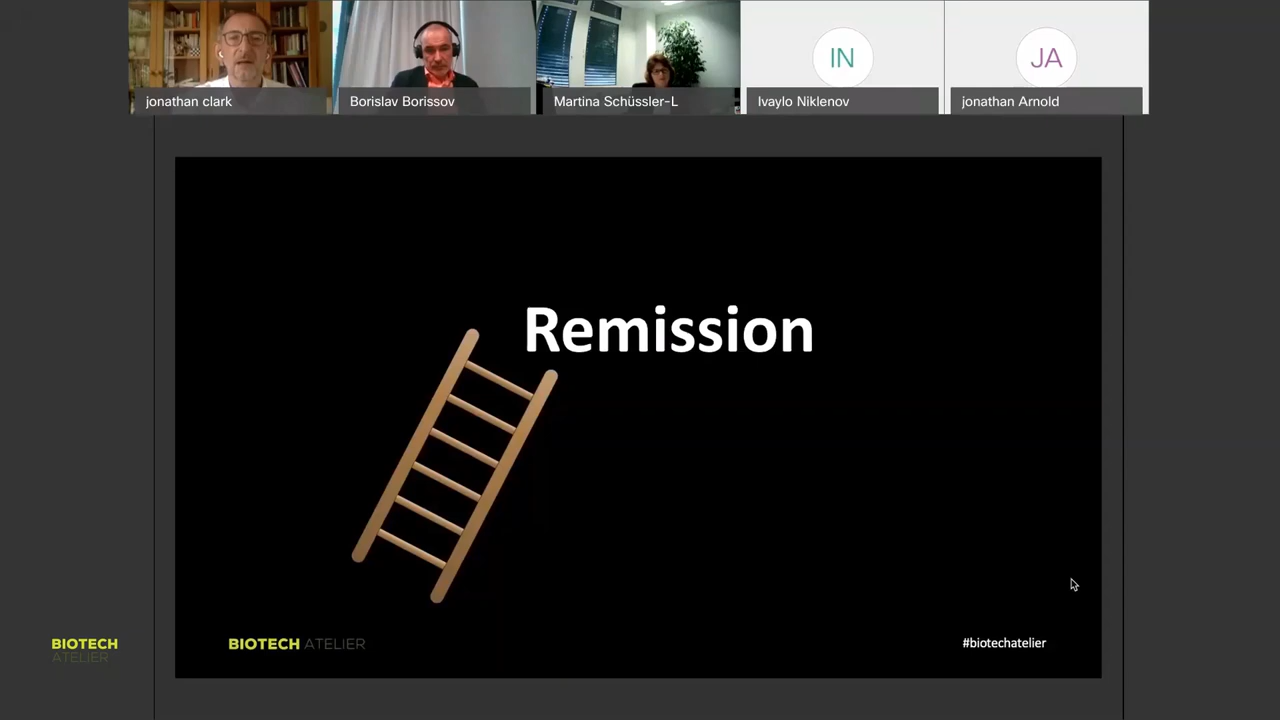 jonathan clark
Borislav Borissov
Martina Schüssler-L
IN
Ivaylo Niklenov
JA
jonathan Arnold
Remission
BIOTECH ATELIER
#biotechatelier
BIOTECH
ATELIER